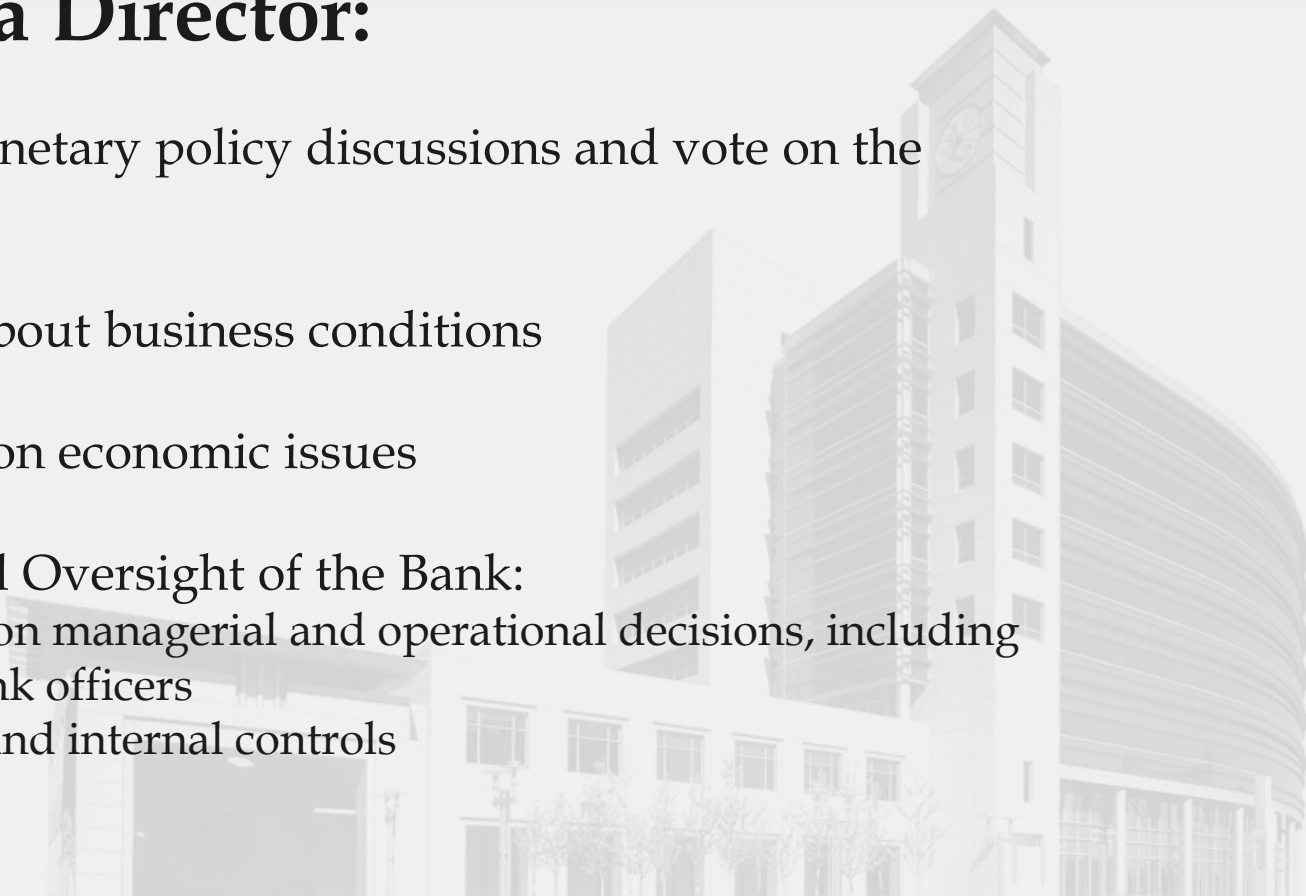 a Director:
netary policy discussions and vote on the
bout business conditions
on economic issues
l Oversight of the Bank:
on managerial and operational decisions, including
nk officers
nd internal controls